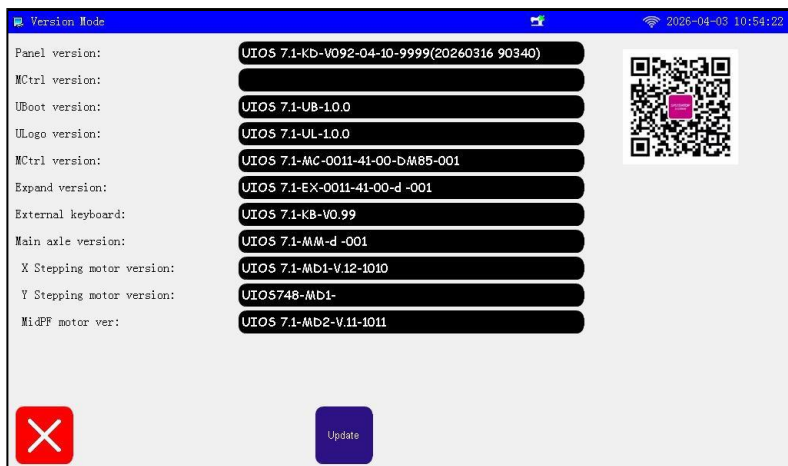 Version Mode 2026-04-03 10:54:22
Panel version: UIOS 7.1-KD-V092-04-10-9999(20260316 90340)
MCtrl version:
UBoot version: UIOS 7.1-UB-1.0.0
ULogo version: UIOS 7.1-UL-1.0.0
MCtrl version: UIOS 7.1-MC-0011-41-00-DM85-001
Expand version: UIOS 7.1-EX-0011-41-00-d -001
External keyboard: UIOS 7.1-KB-V0.99
Main axle version: UIOS 7.1-MM-d -001
X Stepping motor version: UIOS 7.1-MD1-V.12-1010
Y Stepping motor version: UIOS748-MD1-
MidPF motor ver: UIOS 7.1-MD2-V.11-1011
Update